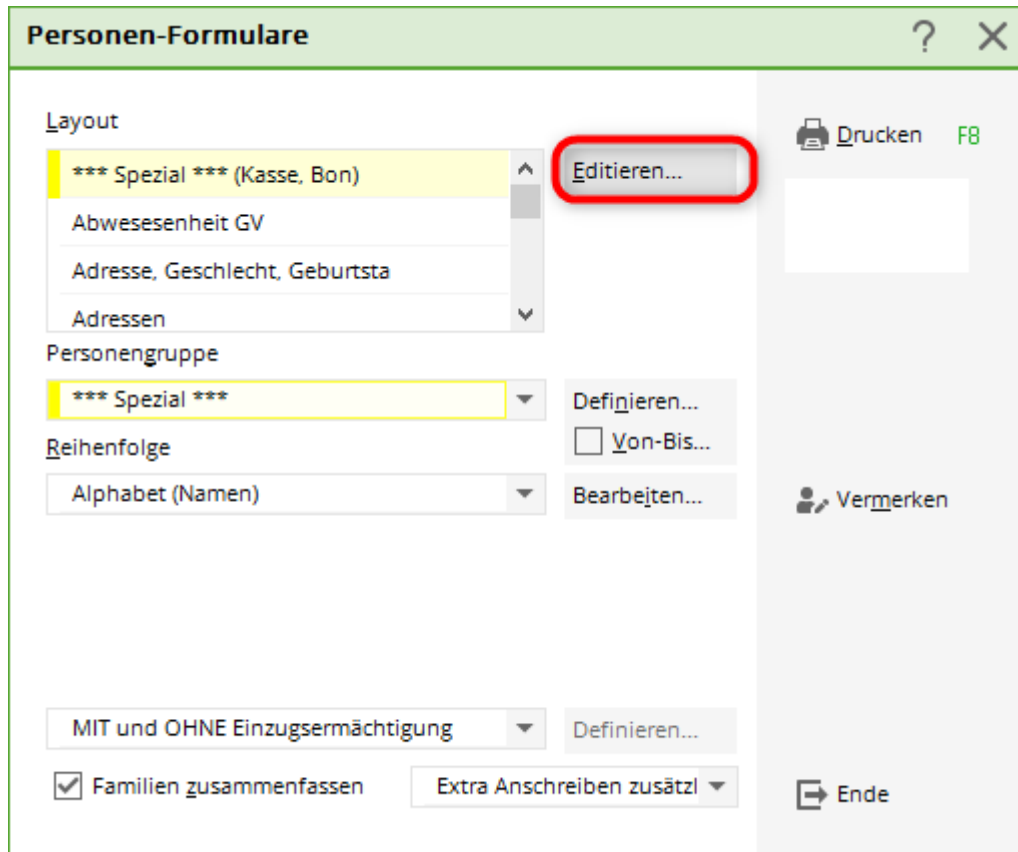 Personen-Formulare ?
Layout
*** Spezial *** (Kasse, Bon)
Abwesesenheit GV
Adresse, Geschlecht, Geburtsta
Adressen
Editieren...
Drucken F8
Personengruppe
*** Spezial ***
Definieren...
Von-Bis...
Reihenfolge
Alphabet (Namen)
Bearbeiten...
Vermerken
MIT und OHNE Einzugsermächtigung
Definieren...
Familien zusammenfassen
Extra Anschreiben zusätzl
Ende